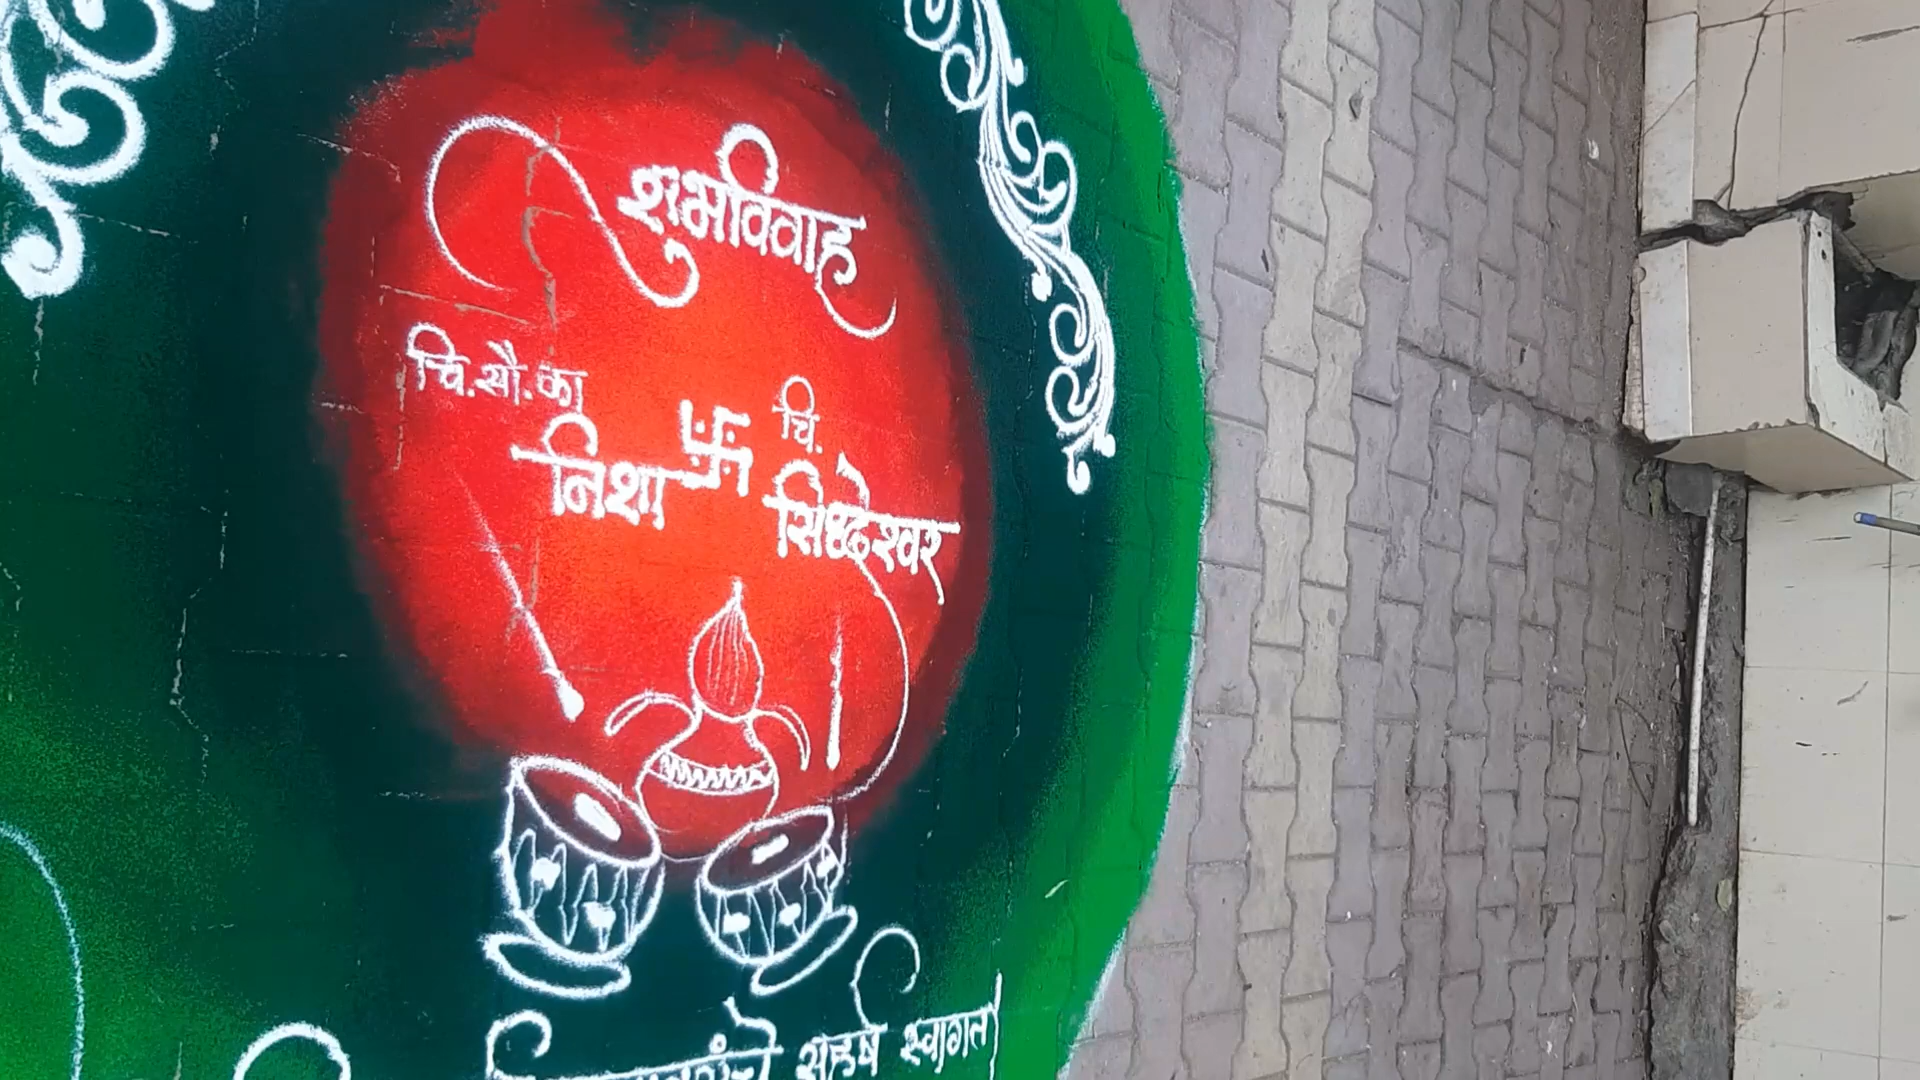 शुभविवाह
चि.सौ.का
निशा
चि.
सिध्देश्वर
सहर्ष स्वागत